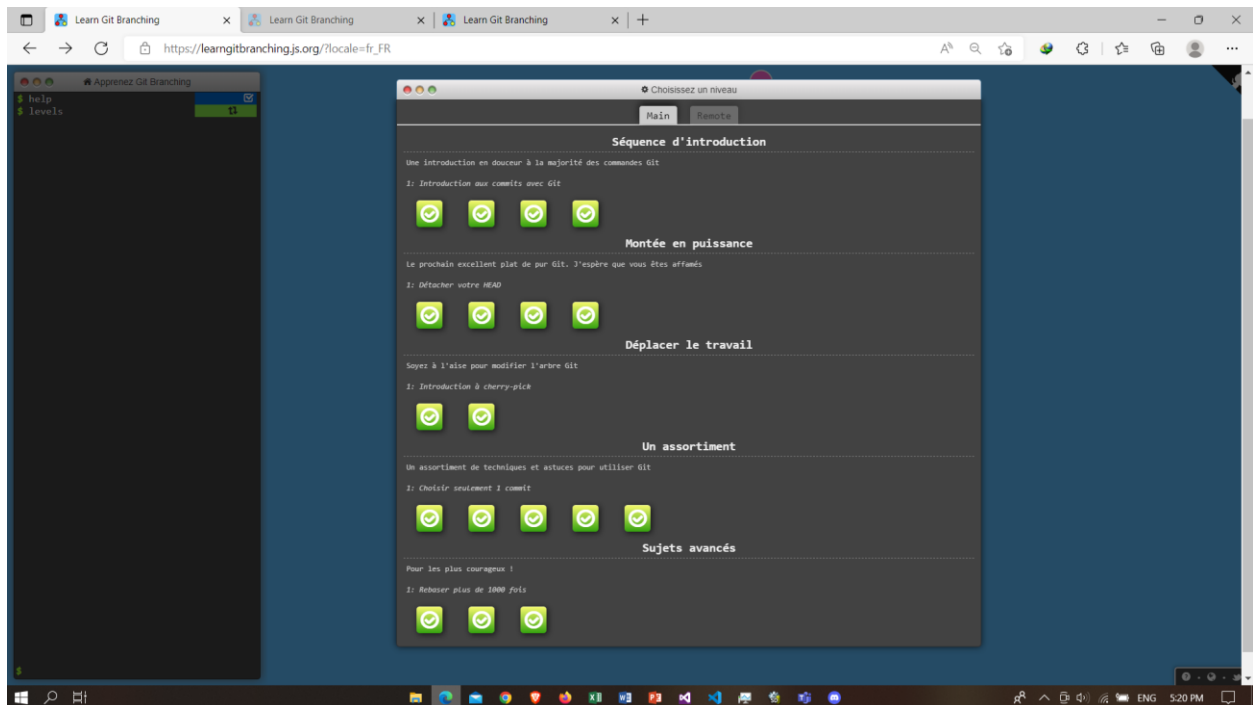 Learn Git Branching
Learn Git Branching
Learn Git Branching
https://learngitbranching.js.org/?locale=fr_FR
Apprenez Git Branching
$ help
$ levels
$
Choisissez un niveau
Main
Remote
Séquence d'introduction
Une introduction en douceur à la majorité des commandes Git
1: Introduction aux commits avec Git
Montée en puissance
Le prochain excellent plat de pur Git. J'espère que vous êtes affamés
1: Détacher votre HEAD
Déplacer le travail
Soyez à l'aise pour modifier l'arbre Git
1: Introduction à cherry-pick
Un assortiment
Un assortiment de techniques et astuces pour utiliser Git
1: Choisir seulement 1 commit
Sujets avancés
Pour les plus courageux !
1: Rebaser plus de 1000 fois
ENG 5:20 PM